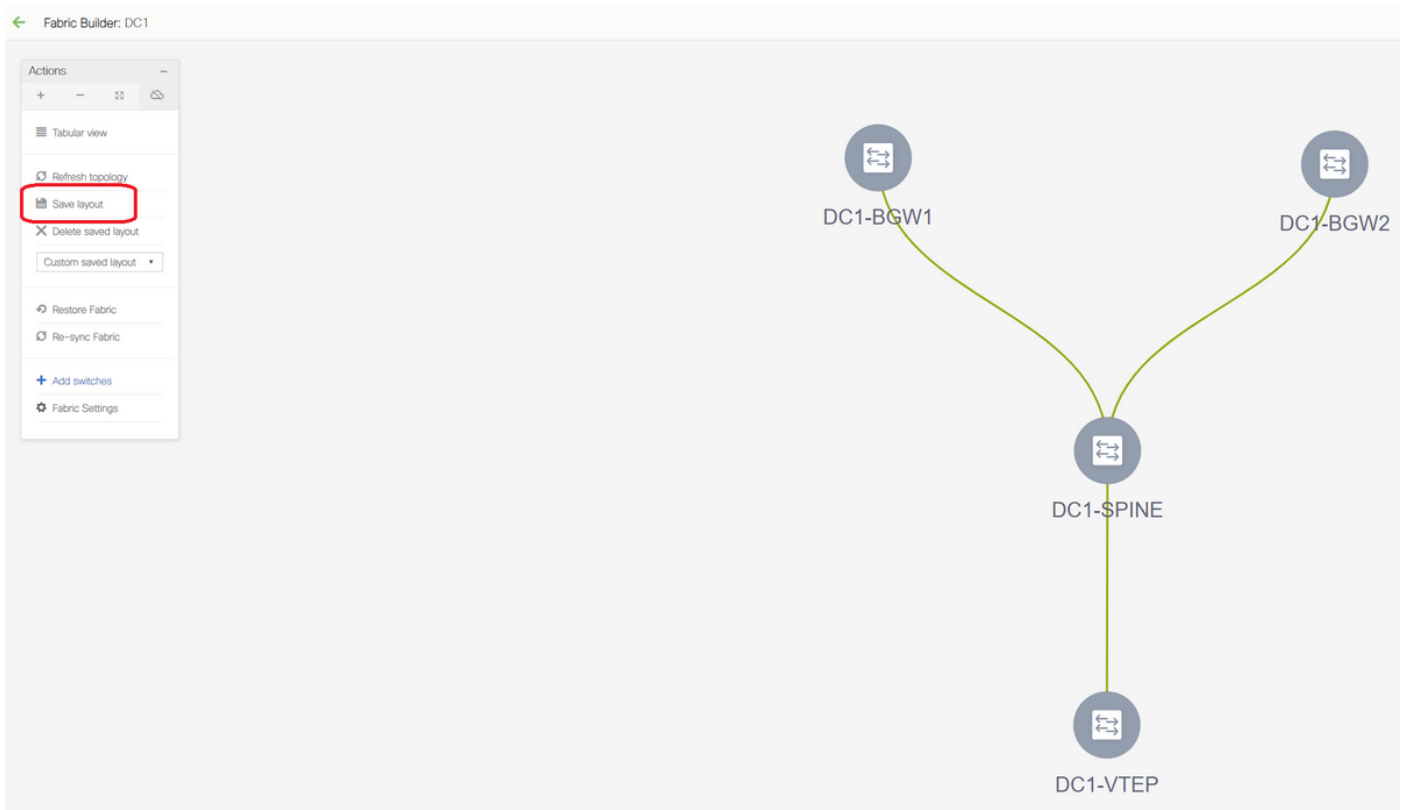 Fabric Builder: DC1
Actions
Tabular view
Refresh topology
Save layout
Delete saved layout
Custom saved layout
Restore Fabric
Re-sync Fabric
Add switches
Fabric Settings
DC1-BGW1
DC1-BGW2
DC1-SPINE
DC1-VTEP